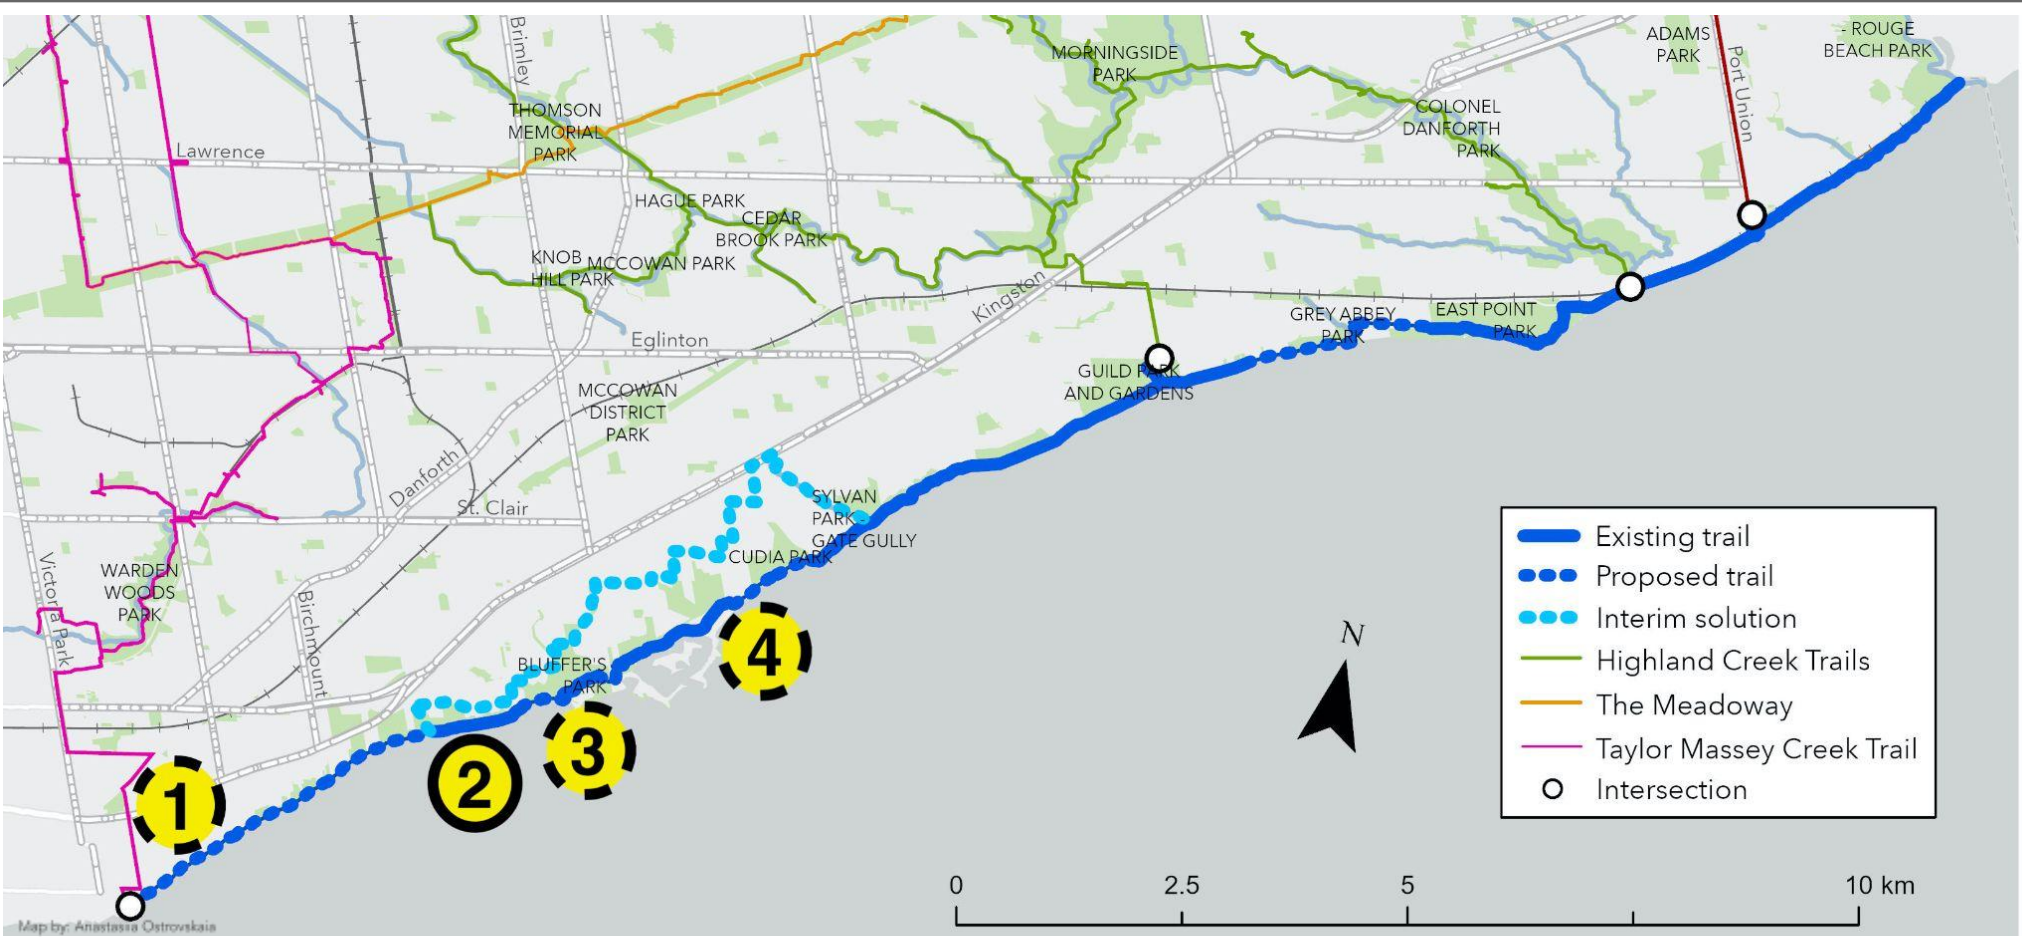 Brimley
MORNINGSIDE
PARK
ADAMS
PARK
Port Union
- ROUGE
BEACH PARK
THOMSON
MEMORIAL
PARK
COLONEL
DANFORTH
PARK
Lawrence
HAGUE PARK
CEDAR
BROOK PARK
KNOB
HILL PARK
MCCOWAN PARK
Kingston
GREY ABBEY
PARK
EAST POINT
PARK
Eglinton
GUILD PARK
AND GARDENS
MCCOWAN
DISTRICT
PARK
Danforth
St. Clair
SYLVAN
PARK -
GATE GULLY
CUDIA PARK
Victoria Park
WARDEN
WOODS
PARK
Birchmount
BLUFFER'S
PARK
1
2
3
4
Existing trail
Proposed trail
Interim solution
Highland Creek Trails
The Meadoway
Taylor Massey Creek Trail
Intersection
N
0 2.5 5 10 km
Map by: Anastasiia Ostrovskaia